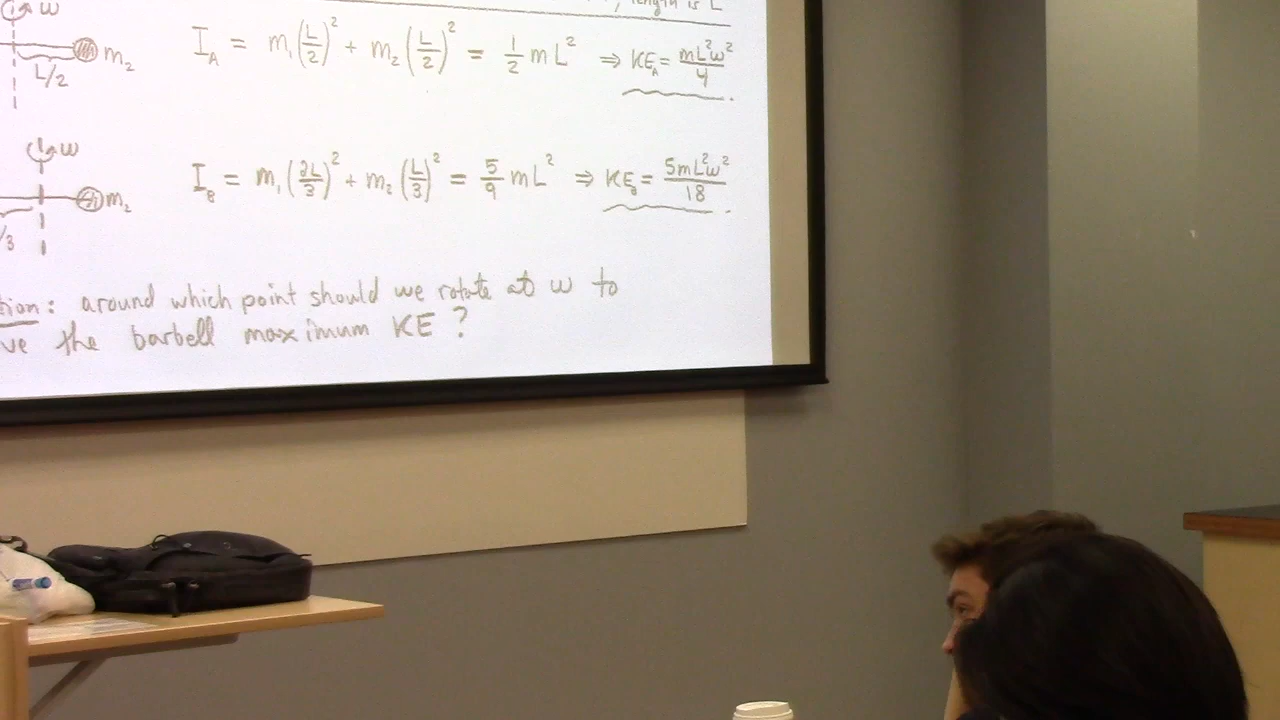 length is L
ω
m₂
L/2
I_A = m₁(L/2)² + m₂(L/2)² = 1/2 mL² ⇒ KE_A = mL²ω²/4
ω
m₂
/3
I_B = m₁(2L/3)² + m₂(L/3)² = 5/9 mL² ⇒ KE_B = 5mL²ω²/18
tion: around which point should we rotate at ω to
ve the barbell maximum KE?